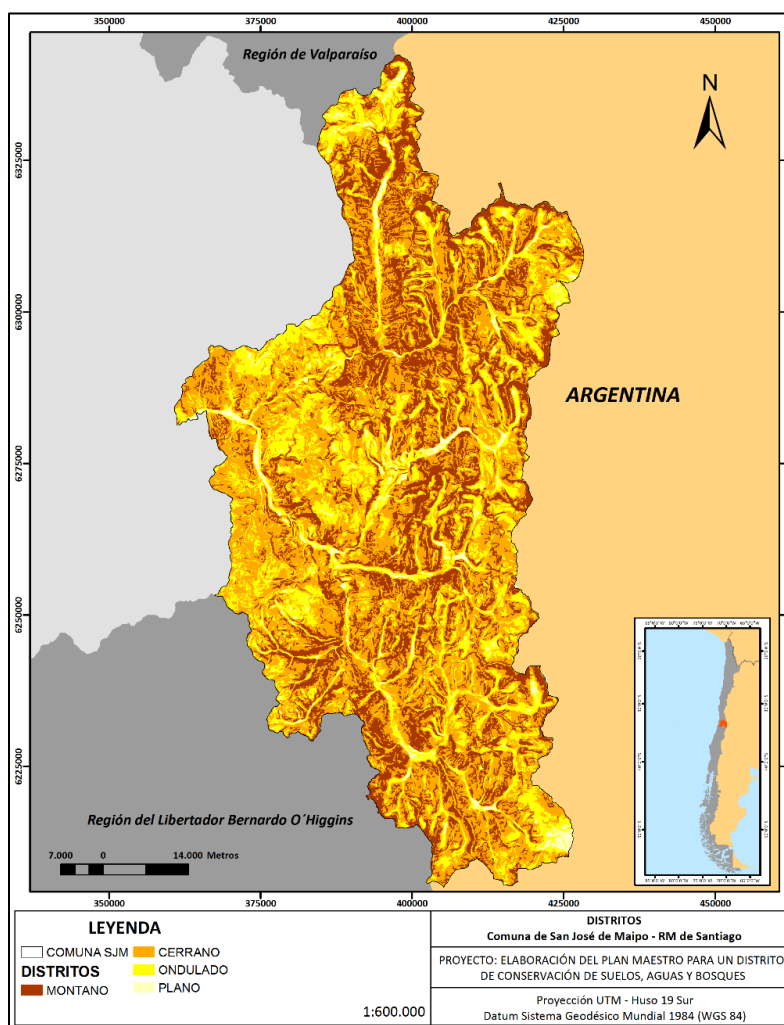 350000 375000 400000 425000 450000
Región de Valparaíso
N
6325000
6300000
ARGENTINA
6275000
6250000
6225000
Región del Libertador Bernardo O´Higgins
7.000 0 14.000 Metros
350000 375000 400000 425000 450000
LEYENDA
COMUNA SJM CERRANO
DISTRITOS ONDULADO
MONTANO PLANO
1:600.000
DISTRITOS
Comuna de San José de Maipo - RM de Santiago
PROYECTO: ELABORACIÓN DEL PLAN MAESTRO PARA UN DISTRITO
DE CONSERVACIÓN DE SUELOS, AGUAS Y BOSQUES
Proyección UTM - Huso 19 Sur
Datum Sistema Geodésico Mundial 1984 (WGS 84)